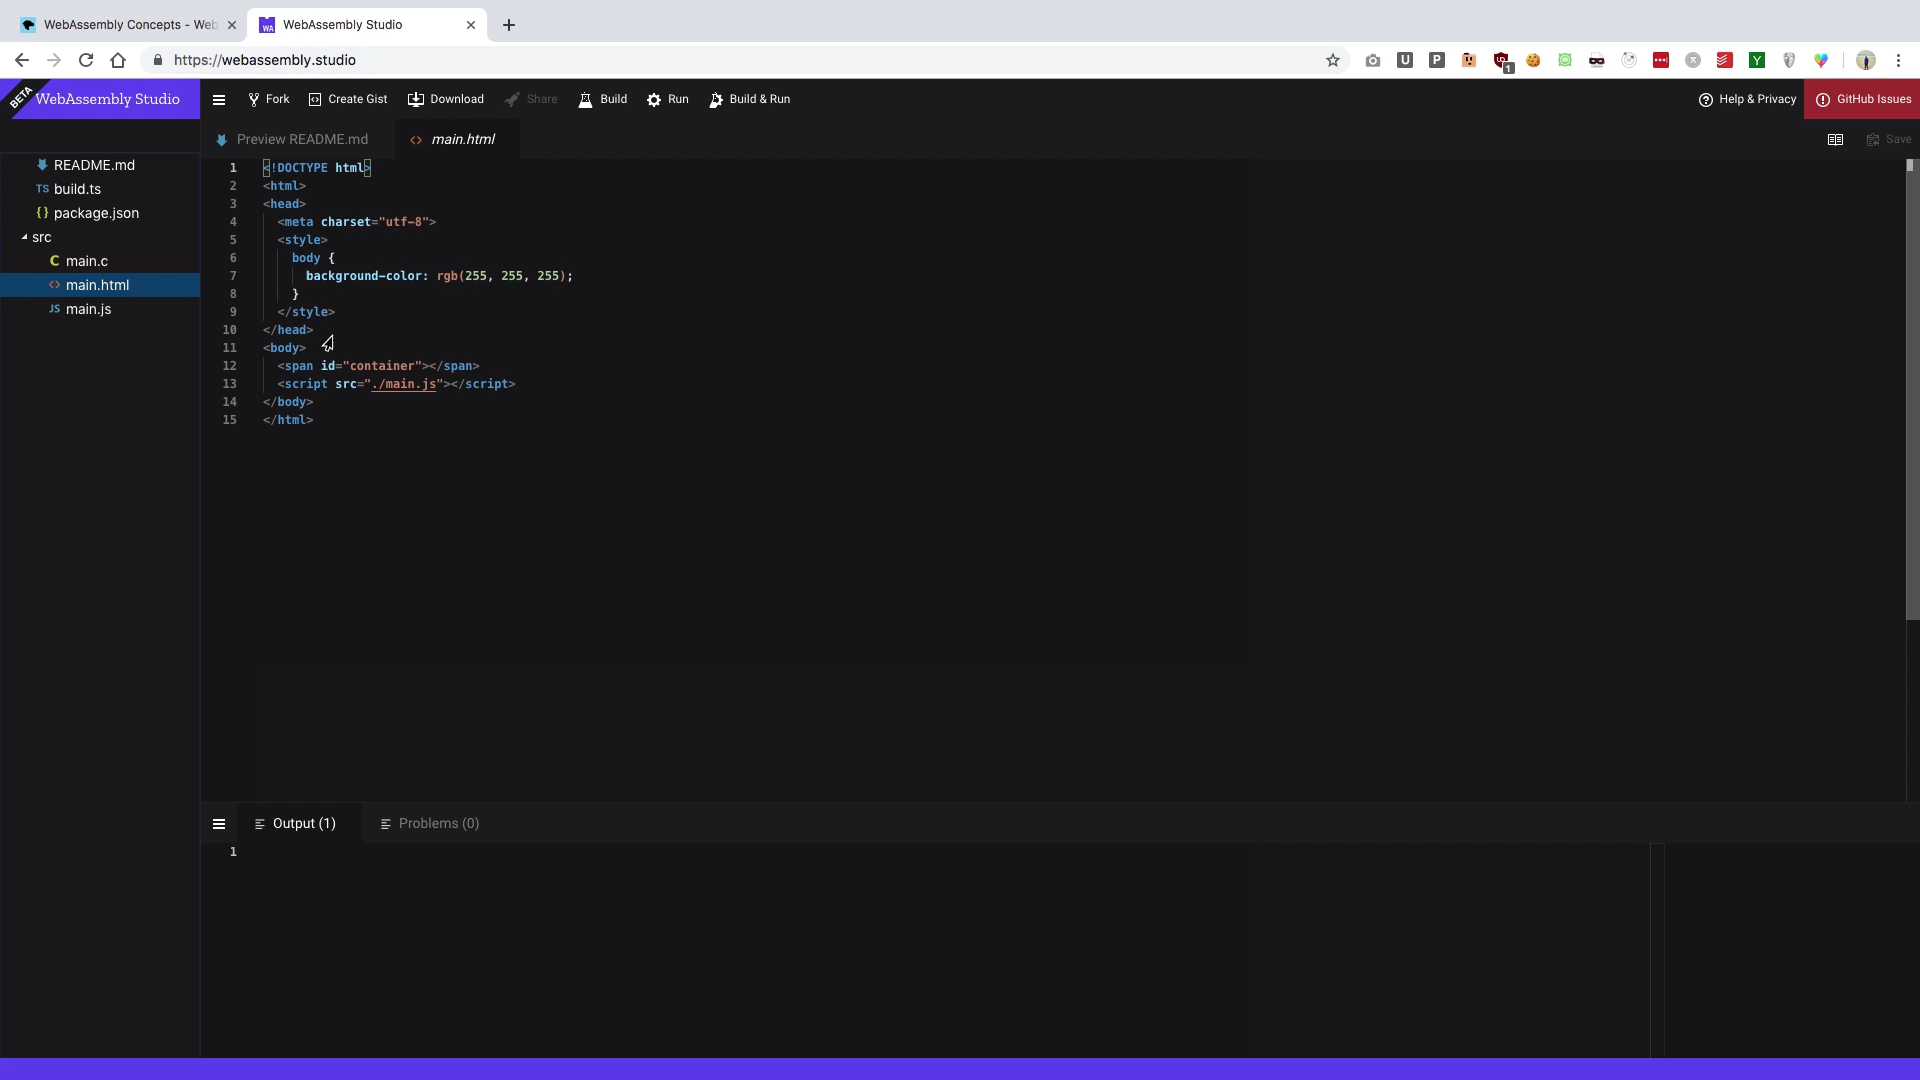 WebAssembly Concepts - Web
WebAssembly Studio
https://webassembly.studio
U
P
1
Y
BETA
WebAssembly Studio
Fork
Create Gist
Download
Share
Build
Run
Build & Run
Help & Privacy
GitHub Issues
Preview README.md
<> main.html
Save
README.md
TS build.ts
{} package.json
src
C main.c
<> main.html
JS main.js
1 <!DOCTYPE html>
2 <html>
3 <head>
4 <meta charset="utf-8">
5 <style>
6 body {
7 background-color: rgb(255, 255, 255);
8 }
9 </style>
10 </head>
11 <body>
12 <span id="container"></span>
13 <script src="./main.js"></script>
14 </body>
15 </html>
Output (1)
Problems (0)
1